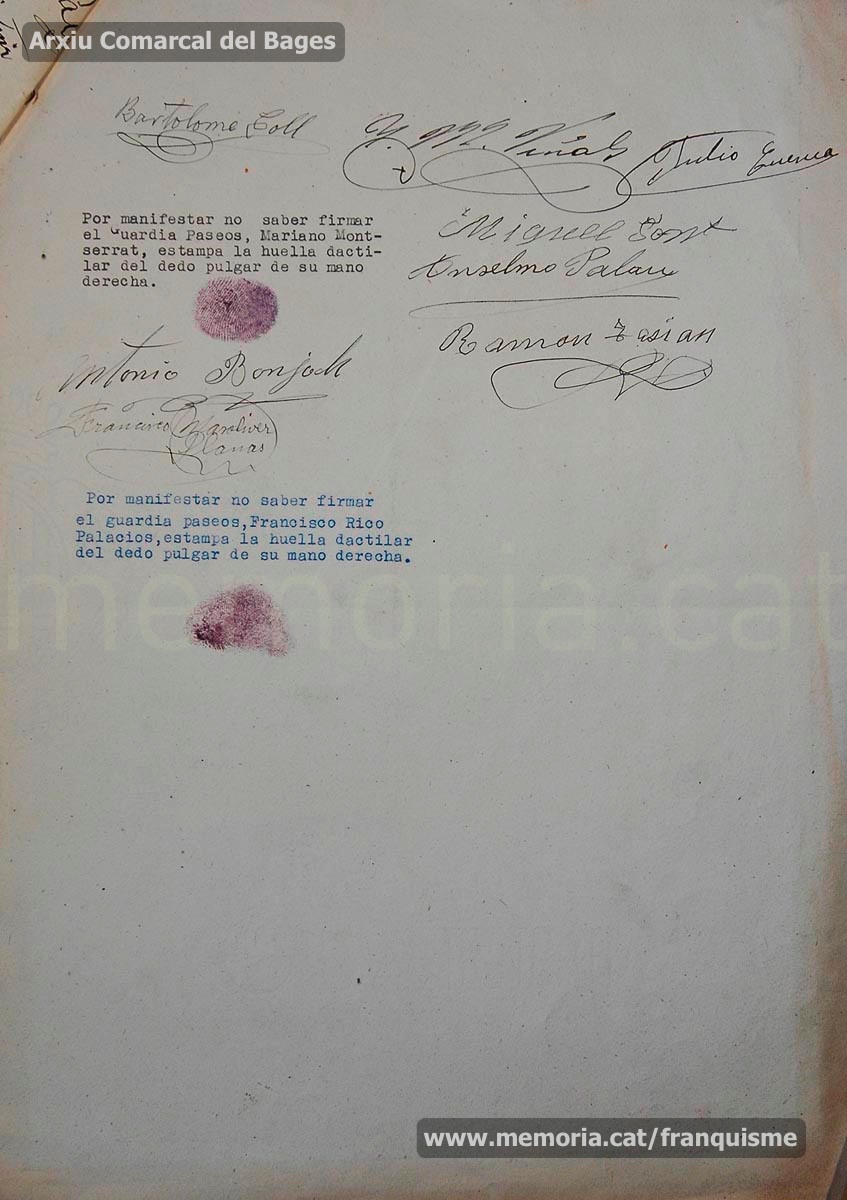 Arxiu Comarcal del Bages
Bartolomé Coll
Y. M. Viñals
Julio Cuenca
Por manifestar no saber firmar
el Guardia Paseos, Mariano Mont-
serrat, estampa la huella dacti-
lar del dedo pulgar de su mano
derecha.
Miguel Font
Anselmo Palau
Ramon
Antonio
Francisco
Llanas
Por manifestar no saber firmar
el guardia paseos,Francisco Rico
Palacios,estampa la huella dactilar
del dedo pulgar de su mano derecha.
memoria.cat
www.memoria.cat/franquisme